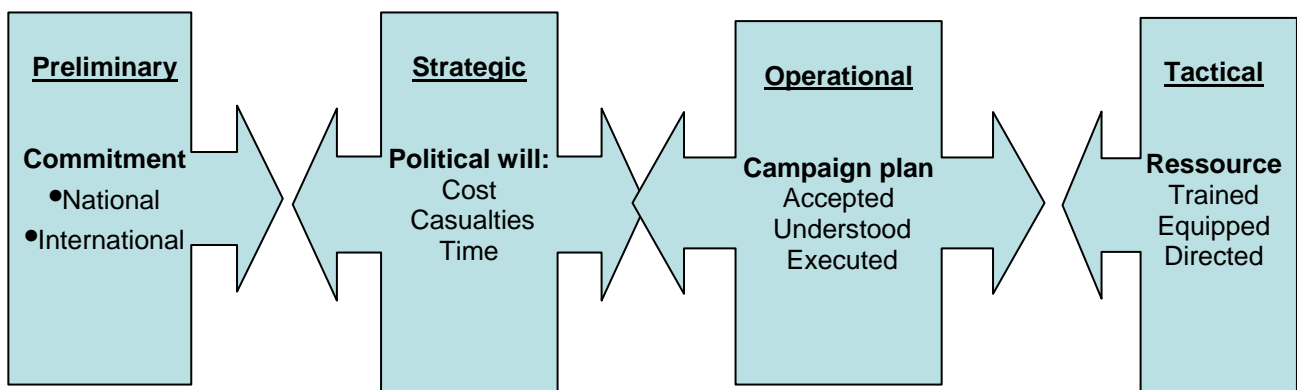 Preliminary
Commitment
•National
•International
Strategic
Political will:
Cost
Casualties
Time
Operational
Campaign plan
Accepted
Understood
Executed
Tactical
Ressource
Trained
Equipped
Directed